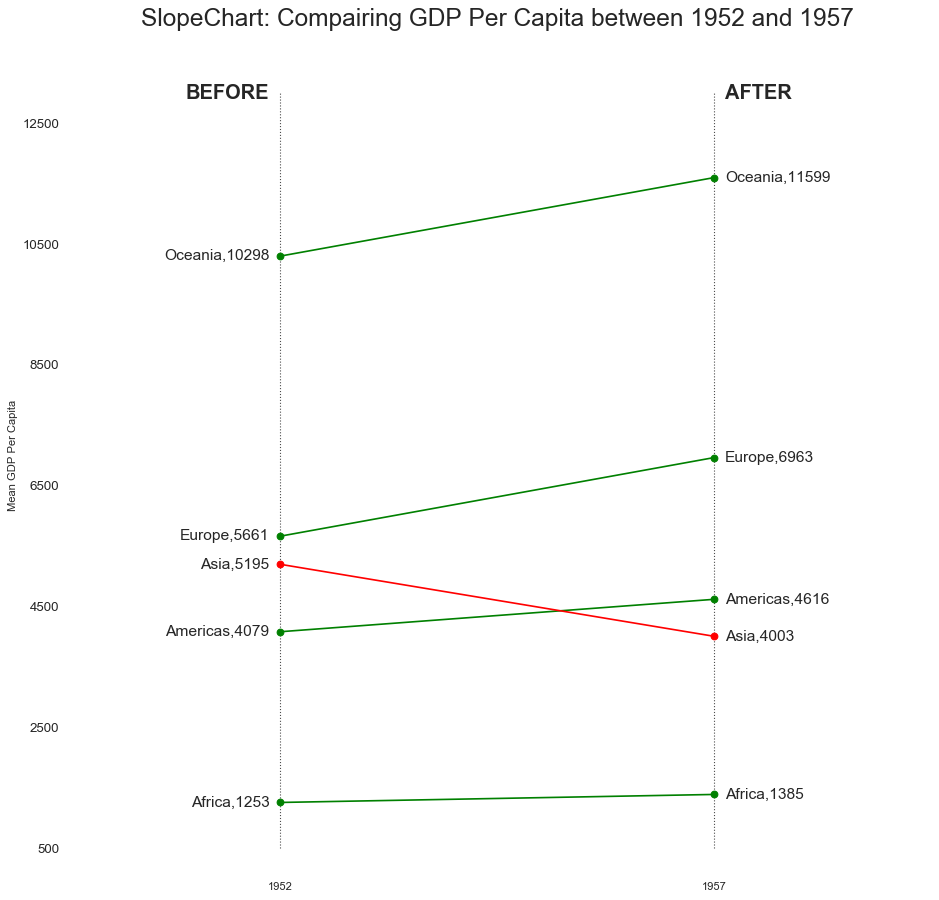 SlopeChart: Compairing GDP Per Capita between 1952 and 1957
BEFORE
AFTER
12500
Oceania,11599
10500
Oceania,10298
8500
Mean GDP Per Capita
Europe,6963
6500
Europe,5661
Asia,5195
4500
Americas,4616
Americas,4079
Asia,4003
2500
Africa,1253
Africa,1385
500
1952
1957